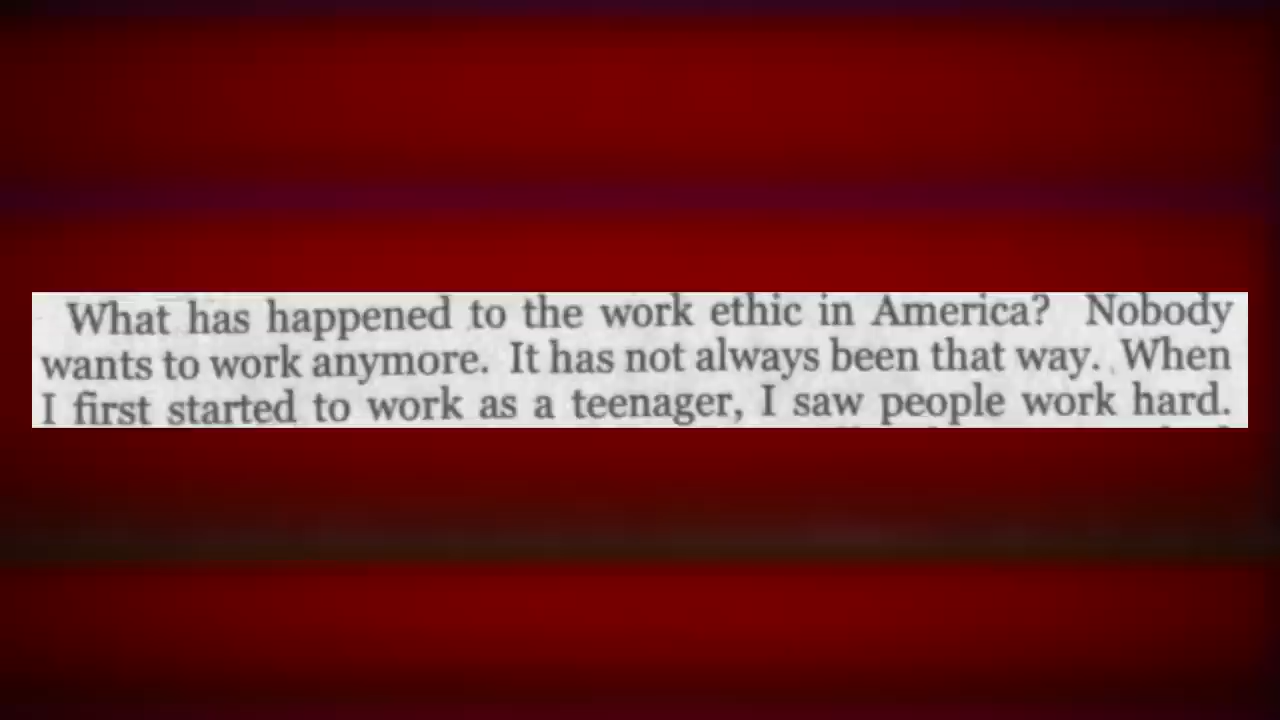 What has happened to the work ethic in America? Nobody
wants to work anymore. It has not always been that way. When
I first started to work as a teenager, I saw people work hard.